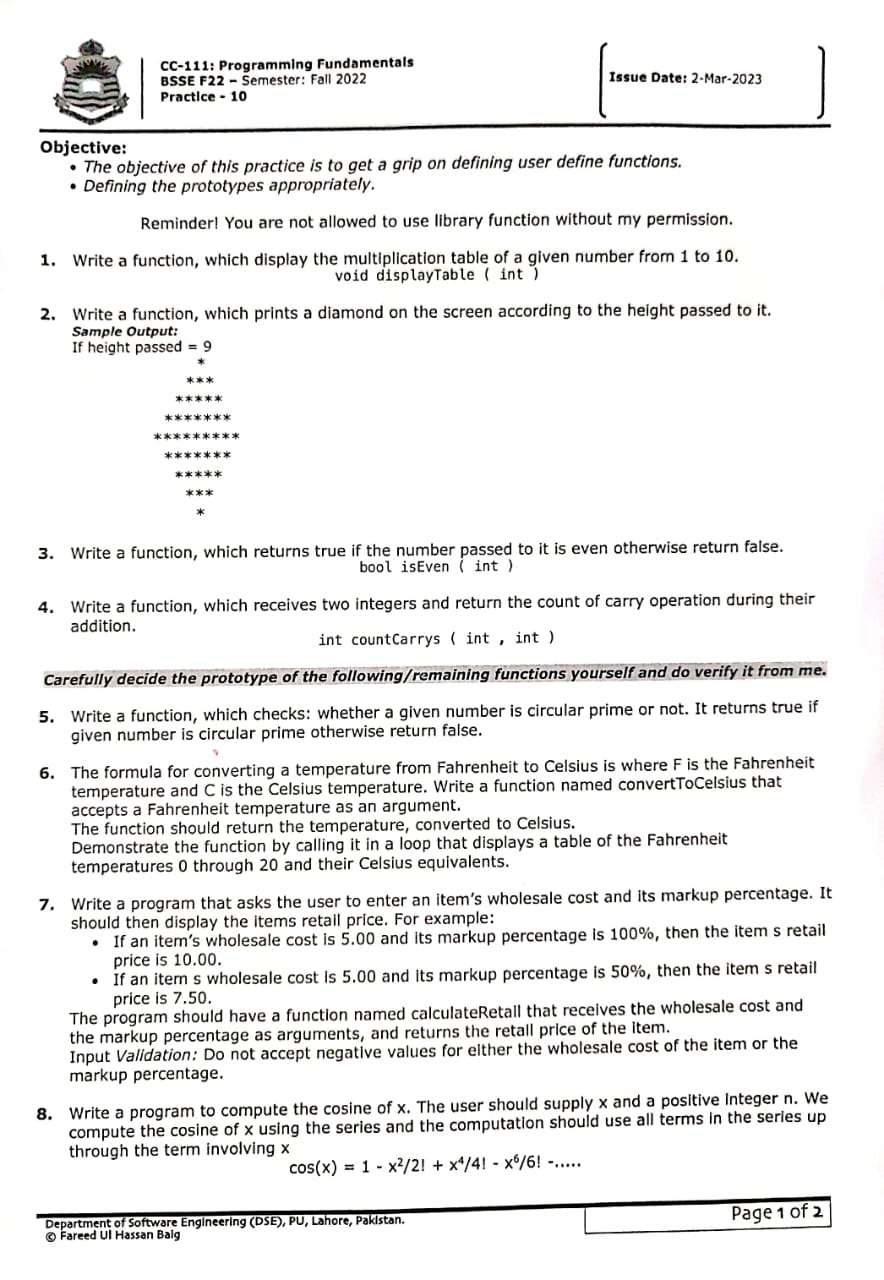 CC-111: Programming Fundamentals
BSSE F22 – Semester: Fall 2022
Practice - 10
Issue Date: 2-Mar-2023
Objective:
• The objective of this practice is to get a grip on defining user define functions.
• Defining the prototypes appropriately.
Reminder! You are not allowed to use library function without my permission.
1. Write a function, which display the multiplication table of a given number from 1 to 10.
void displayTable ( int )
2. Write a function, which prints a diamond on the screen according to the height passed to it.
Sample Output:
If height passed = 9
*
***
*****
*******
*********
*******
*****
***
*
3. Write a function, which returns true if the number passed to it is even otherwise return false.
bool isEven ( int )
4. Write a function, which receives two integers and return the count of carry operation during their
addition.
int countCarrys ( int , int )
Carefully decide the prototype of the following/remaining functions yourself and do verify it from me.
5. Write a function, which checks: whether a given number is circular prime or not. It returns true if
given number is circular prime otherwise return false.
6. The formula for converting a temperature from Fahrenheit to Celsius is where F is the Fahrenheit
temperature and C is the Celsius temperature. Write a function named convertToCelsius that
accepts a Fahrenheit temperature as an argument.
The function should return the temperature, converted to Celsius.
Demonstrate the function by calling it in a loop that displays a table of the Fahrenheit
temperatures 0 through 20 and their Celsius equivalents.
7. Write a program that asks the user to enter an item's wholesale cost and its markup percentage. It
should then display the items retail price. For example:
• If an item's wholesale cost is 5.00 and its markup percentage is 100%, then the item s retail
price is 10.00.
• If an item s wholesale cost is 5.00 and its markup percentage is 50%, then the item s retail
price is 7.50.
The program should have a function named calculateRetail that receives the wholesale cost and
the markup percentage as arguments, and returns the retail price of the item.
Input Validation: Do not accept negative values for either the wholesale cost of the item or the
markup percentage.
8. Write a program to compute the cosine of x. The user should supply x and a positive integer n. We
compute the cosine of x using the series and the computation should use all terms in the series up
through the term involving x
cos(x) = 1 - x²/2! + x⁴/4! - x⁶/6! -.....
Department of Software Engineering (DSE), PU, Lahore, Pakistan.
© Fareed Ul Hassan Baig
Page 1 of 2